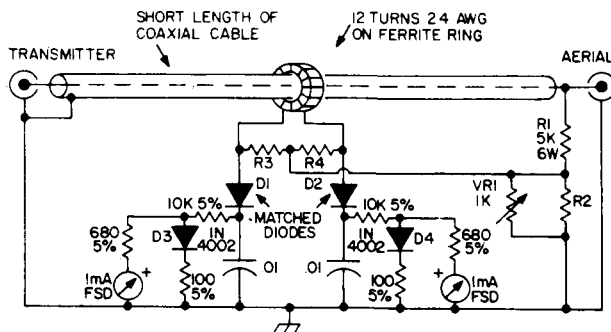 SHORT LENGTH OF
COAXIAL CABLE
12 TURNS 24 AWG
ON FERRITE RING
TRANSMITTER
AERIAL
R1
5K
6W
R3
R4
D1
D2
VR1
1K
R2
10K 5%
MATCHED
DIODES
10K 5%
680
5%
D3
1N
4002
1N
4002
D4
680
5%
+
1mA
FSD
100
5%
.01
.01
100
5%
+
1mA
FSD